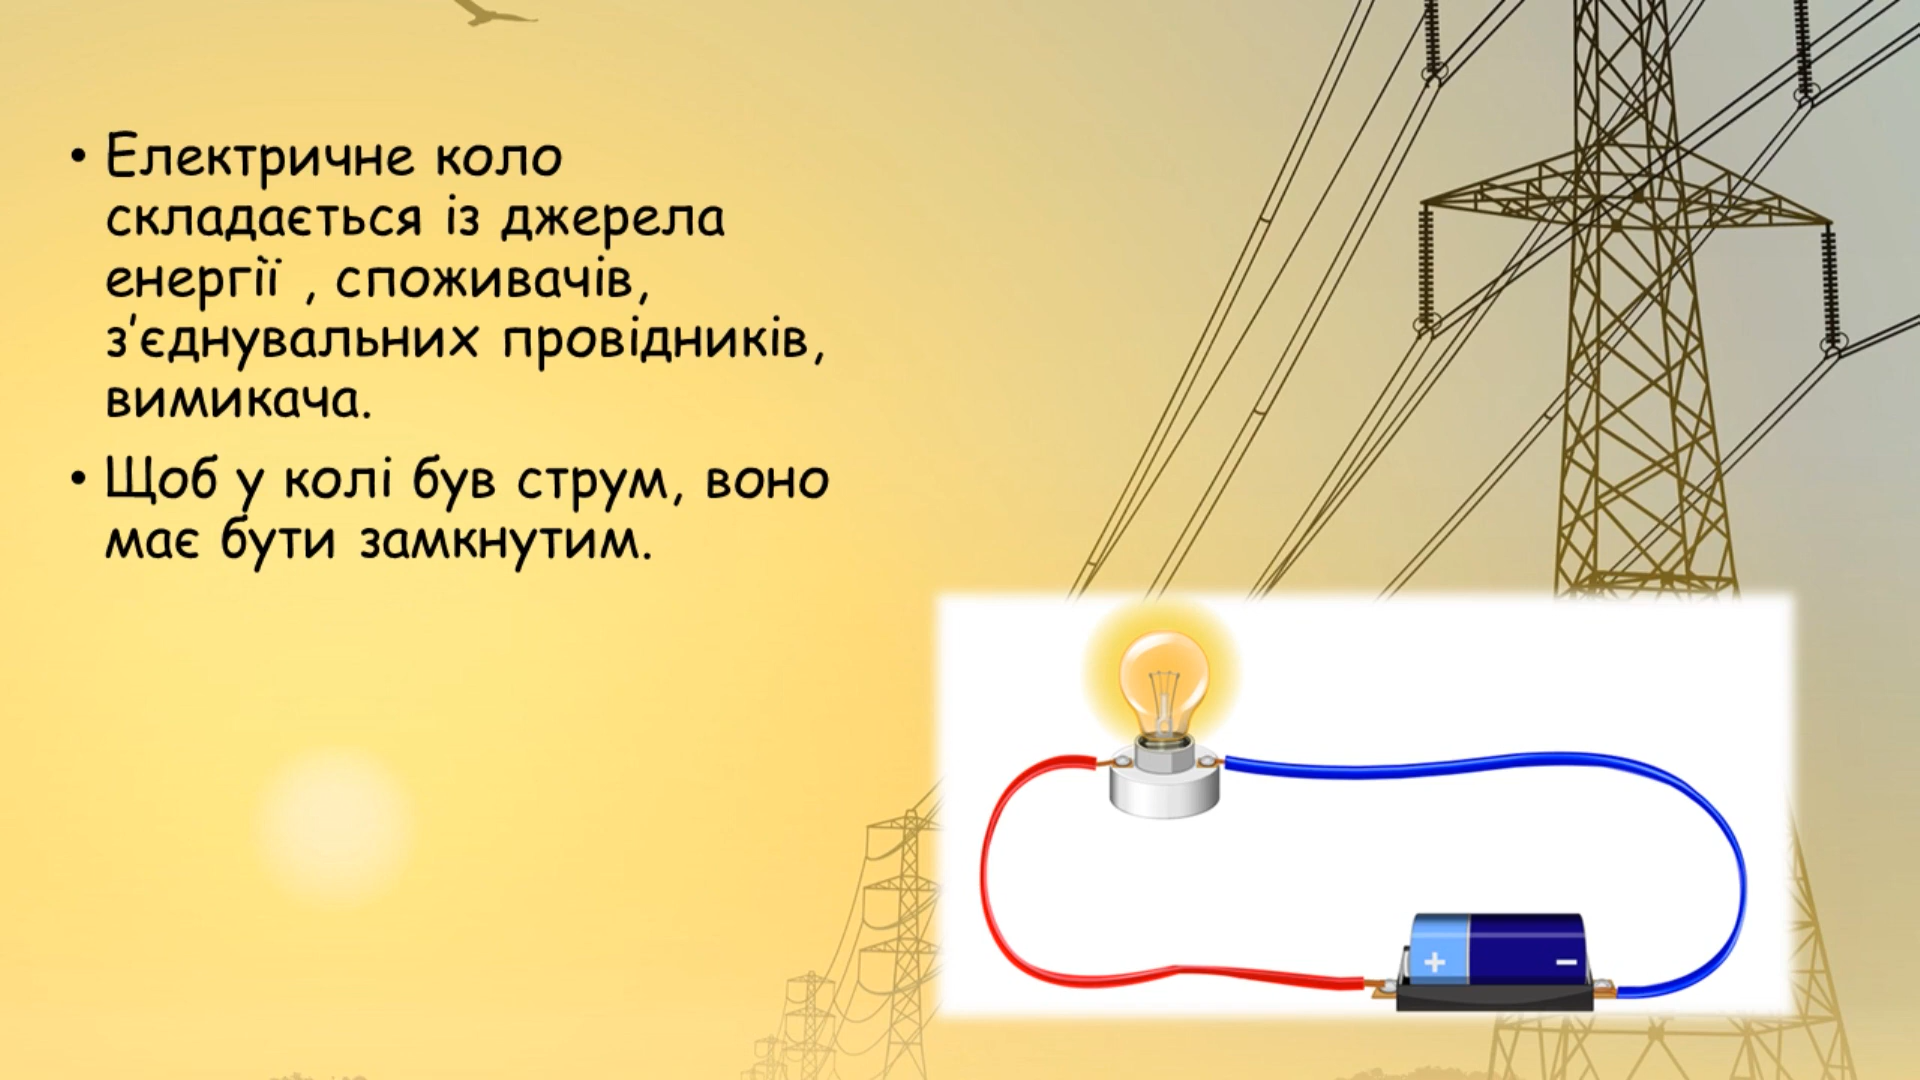 • Електричне коло
складається із джерела
енергії , споживачів,
з’єднувальних провідників,
вимикача.
• Щоб у колі був струм, воно
має бути замкнутим.
+ −